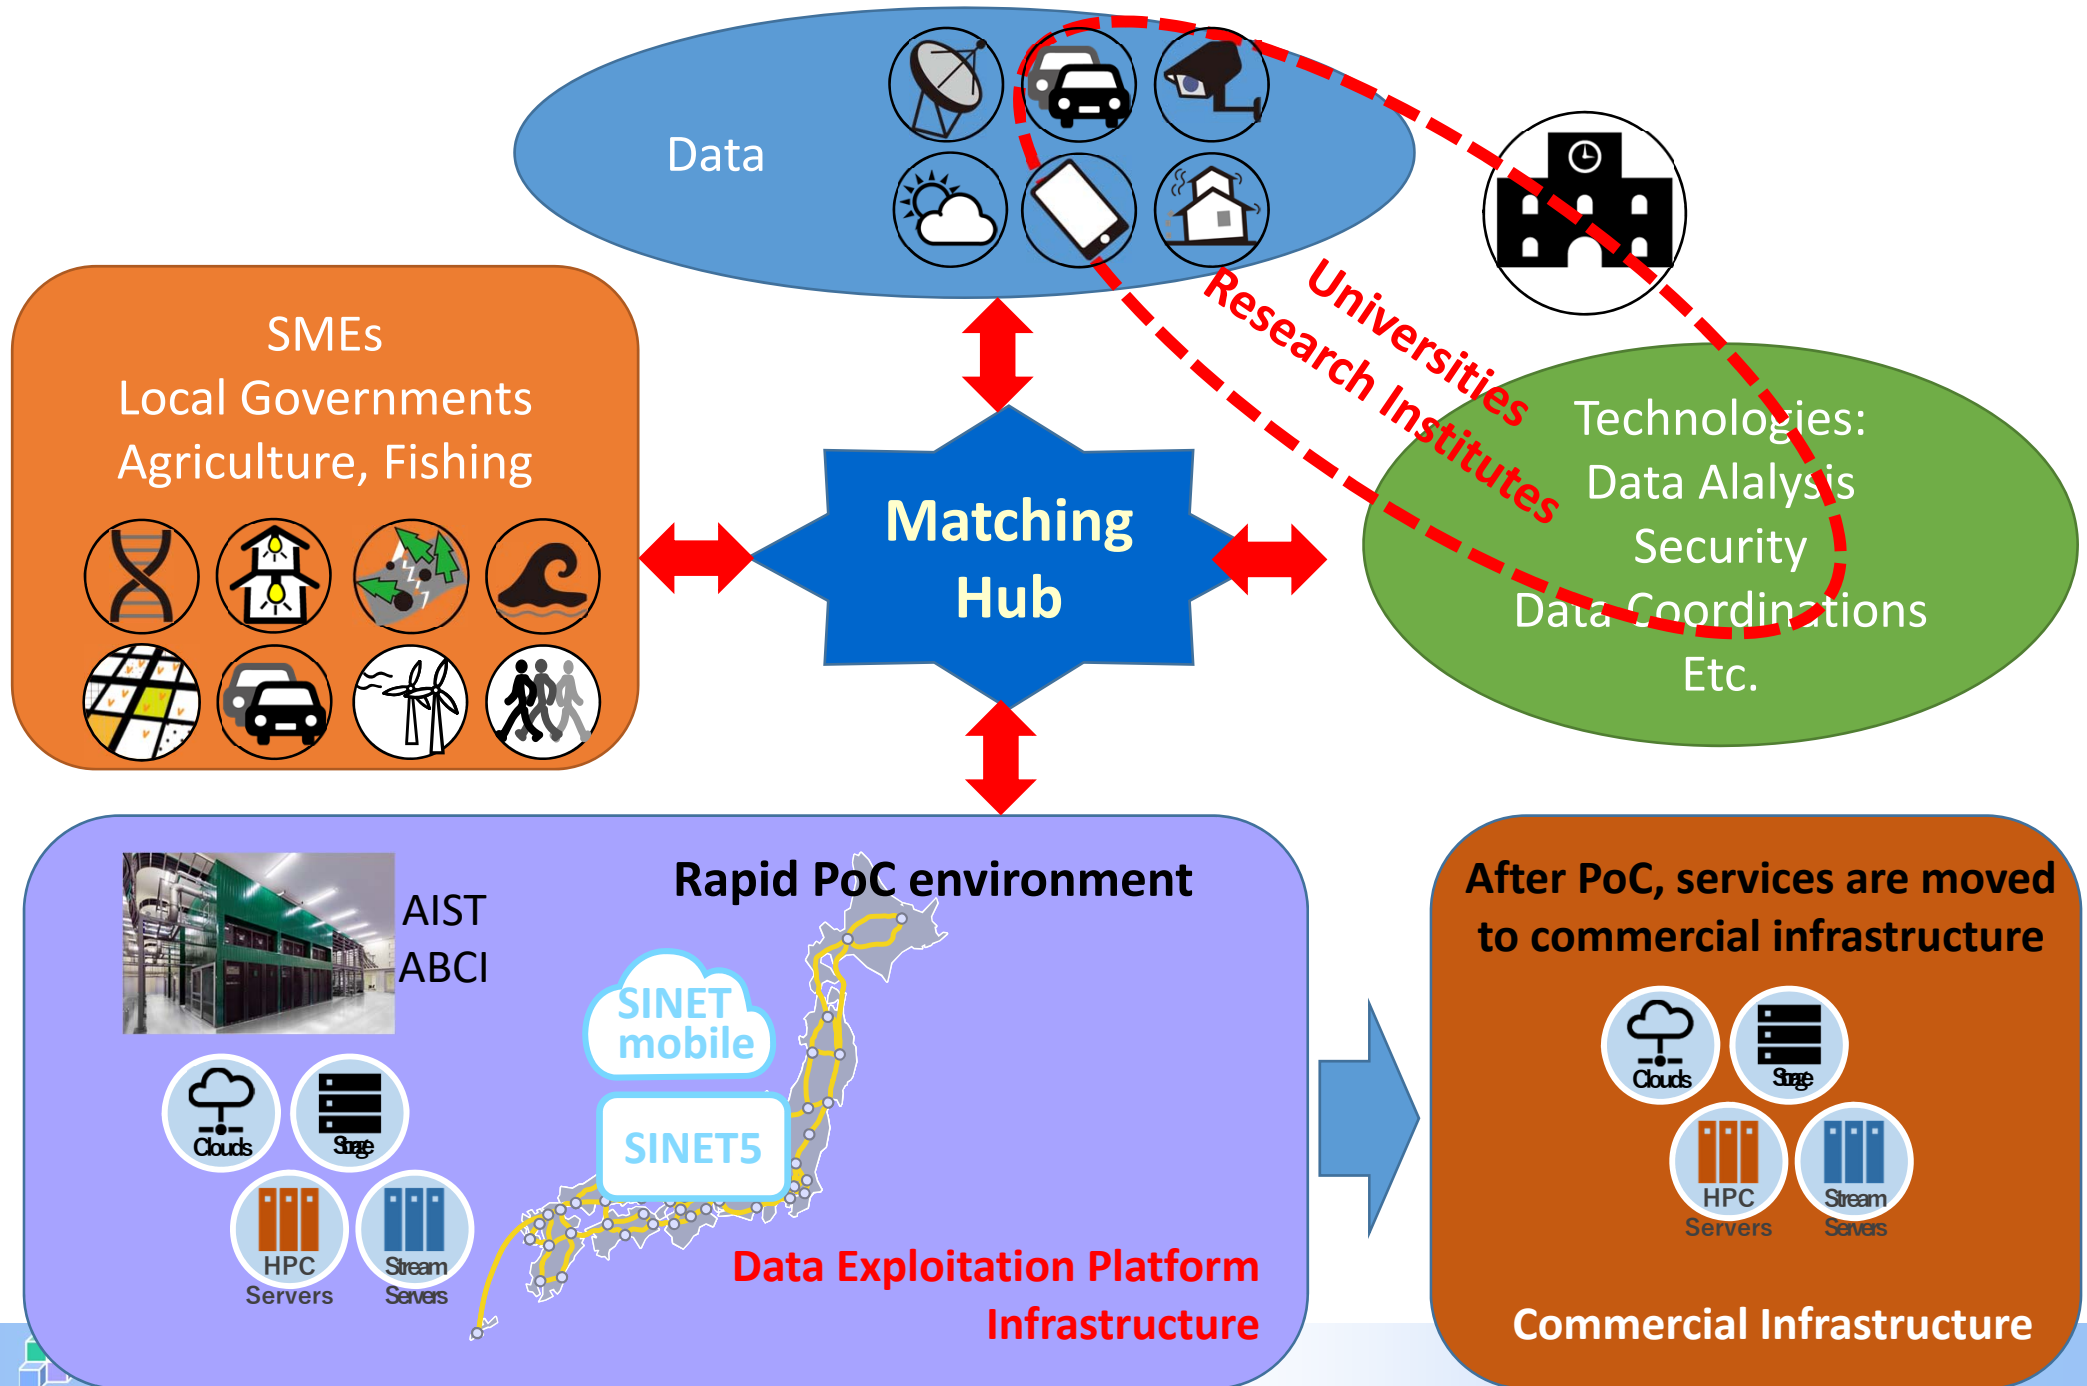 Data
Universities
Research Institutes
SMEs
Local Governments
Agriculture, Fishing
Matching
Hub
Technologies:
Data Alalysis
Security
Data Coordinations
Etc.
Rapid PoC environment
AIST
ABCI
SINET
mobile
SINET5
Clouds
Storage
HPC
Servers
Stream
Servers
Data Exploitation Platform
Infrastructure
After PoC, services are moved
to commercial infrastructure
Clouds
Storage
HPC
Servers
Stream
Servers
Commercial Infrastructure